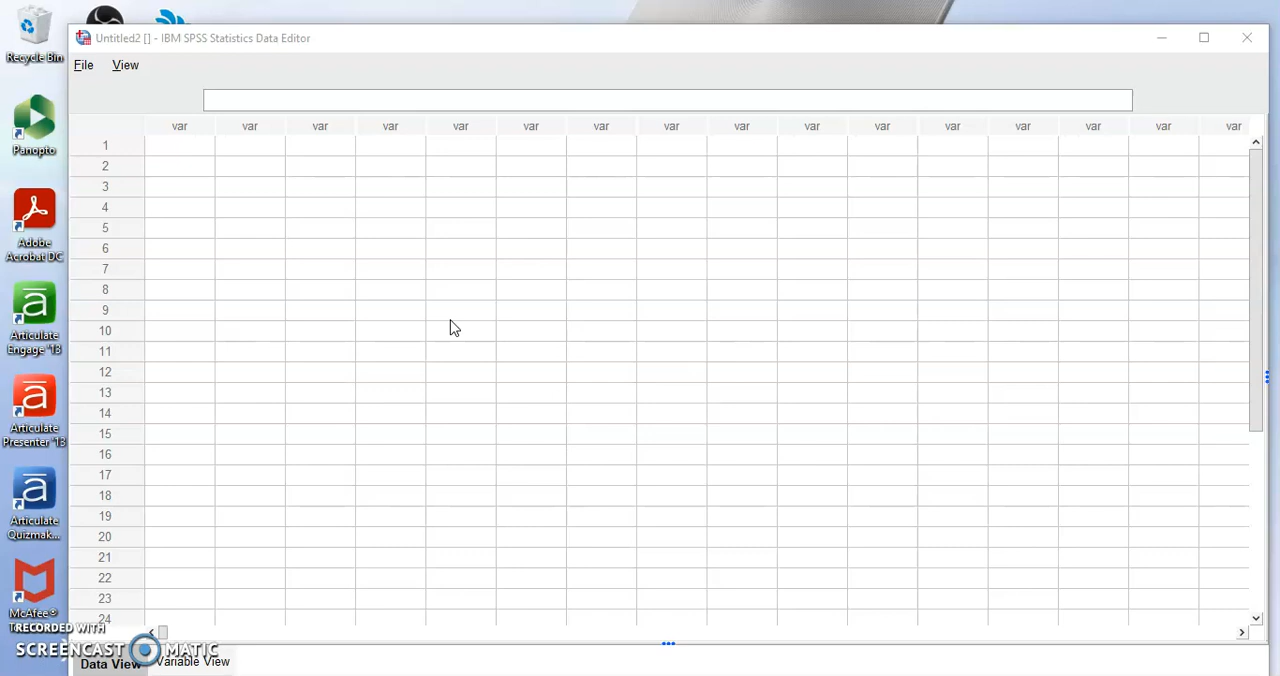 Untitled2 [] - IBM SPSS Statistics Data Editor
File View
var var var var var var var var var var var var var var var var
1
2
3
4
5
6
7
8
9
10
11
12
13
14
15
16
17
18
19
20
21
22
23
24
Data View Variable View
Recycle Bin
Panopto
Adobe
Acrobat DC
Articulate
Engage '13
Articulate
Presenter '13
Articulate
Quizmak...
McAfee®
RECORDED WITH
SCREENCAST MATIC